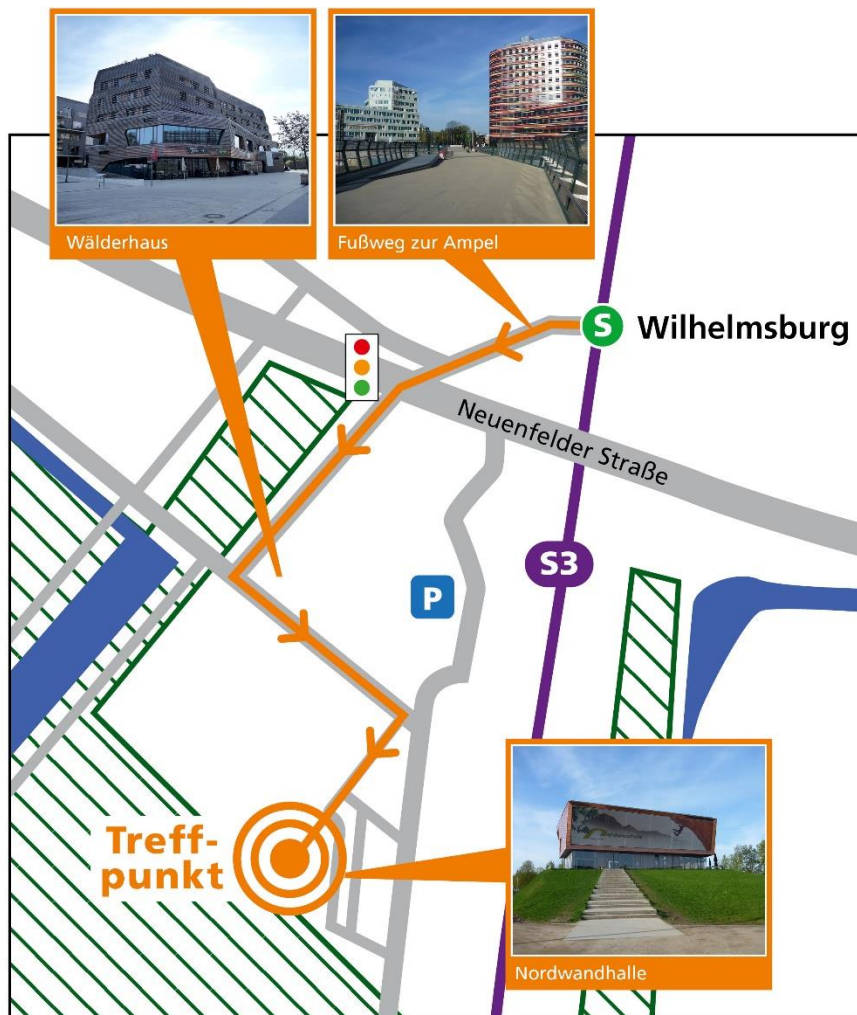 Wälderhaus
Fußweg zur Ampel
S
Wilhelmsburg
Neuenfelder Straße
S3
P
Treff-
punkt
Nordwandhalle